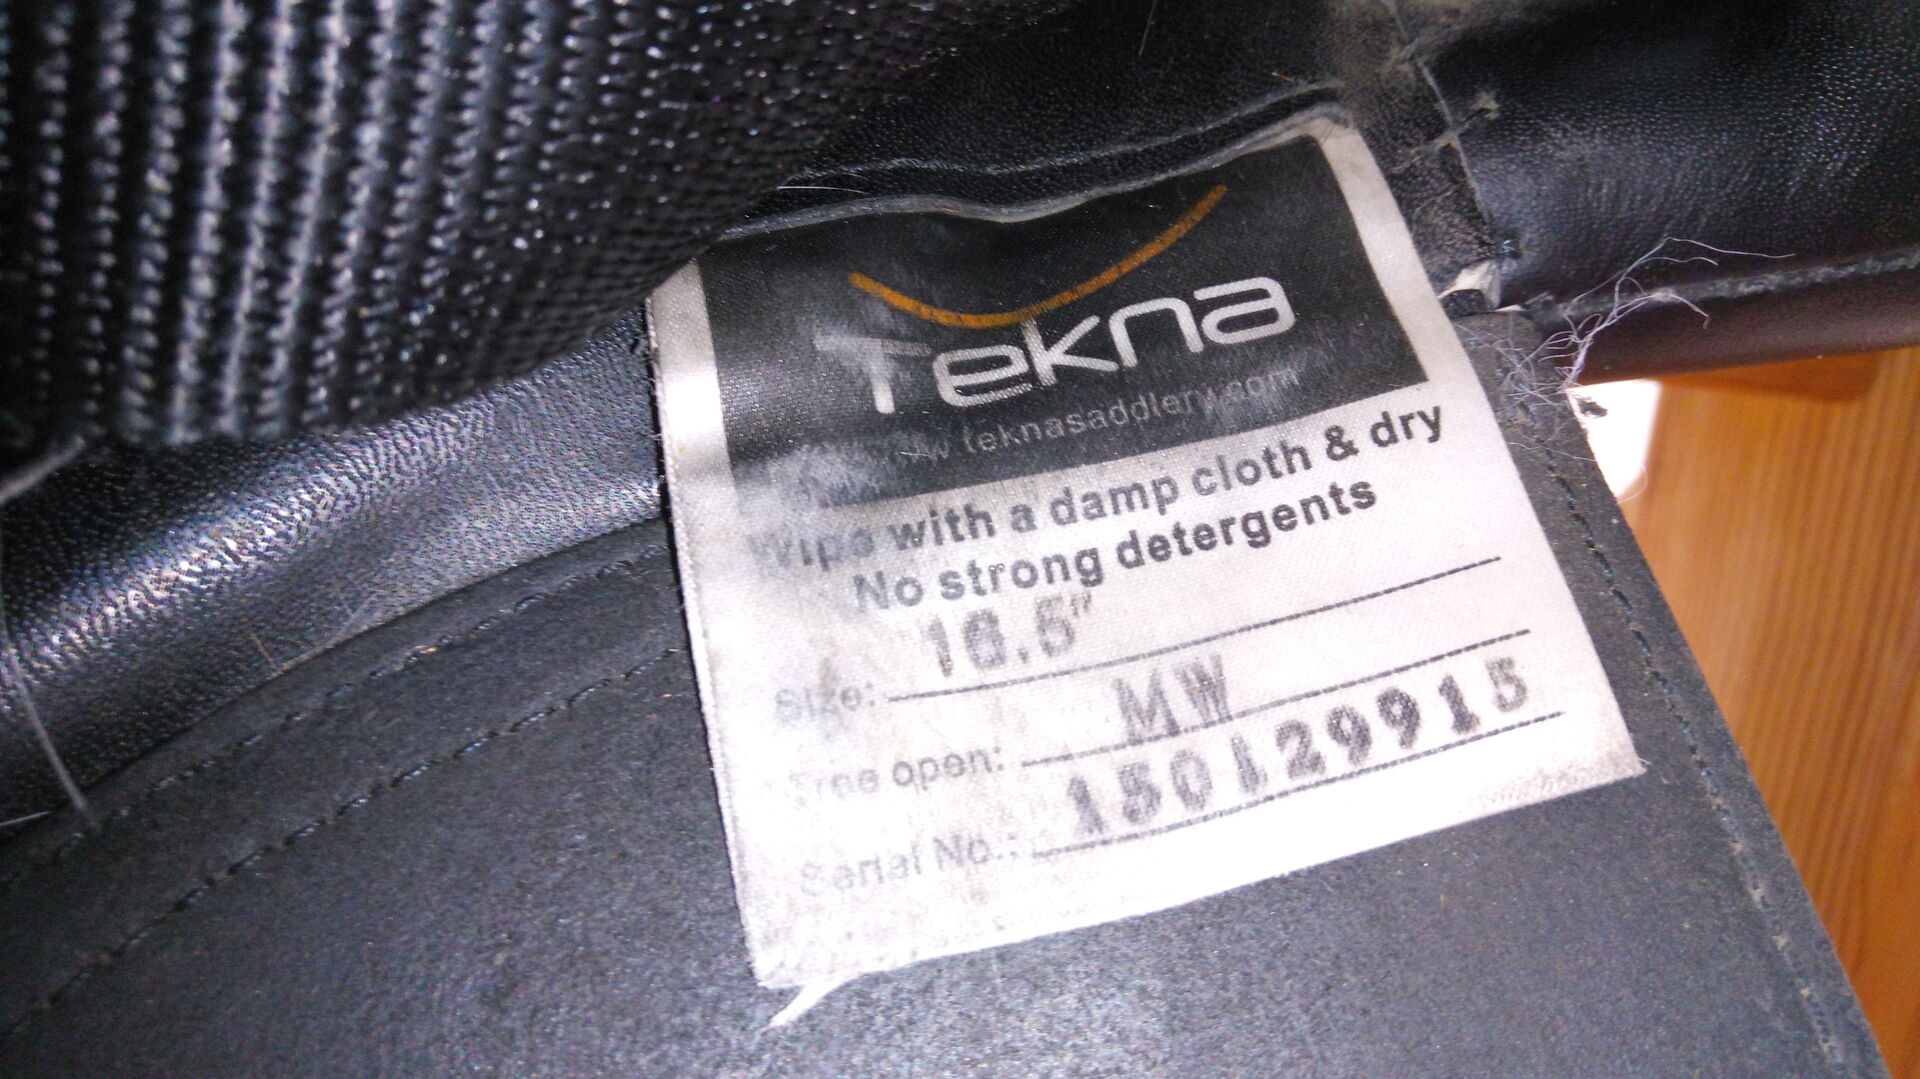 Tekna
www.teknasaddlery.com
Wipe with a damp cloth & dry
No strong detergents
Size: 16.5"
Tree open: MW
Serial No.: 150129915